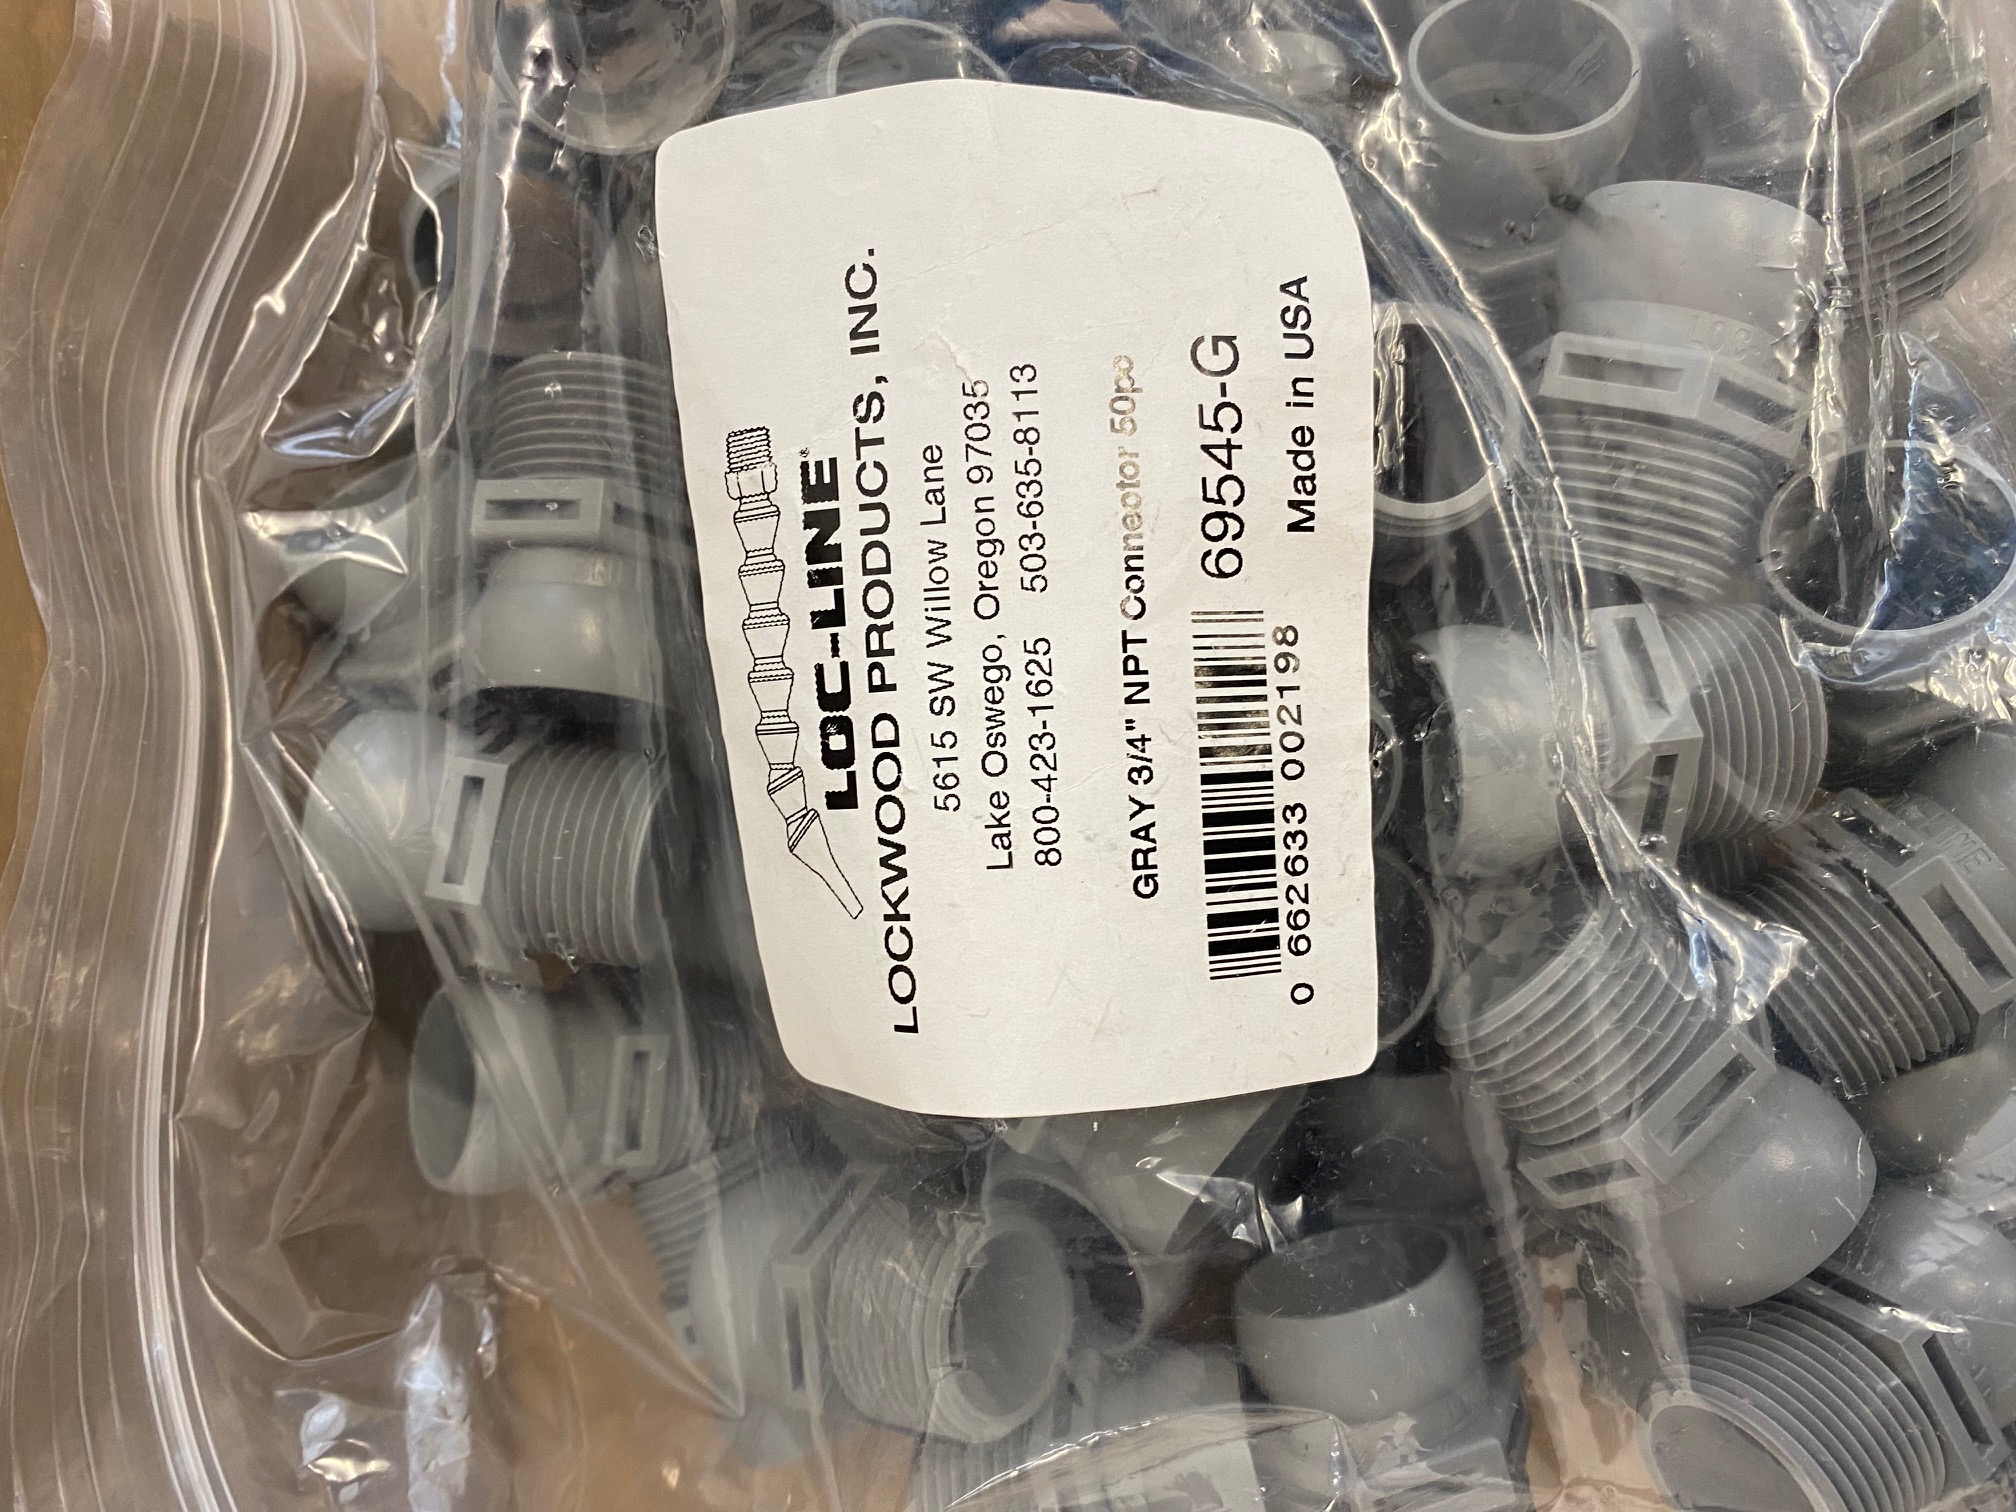 LOC-LINE®
LOCKWOOD PRODUCTS, INC.
5615 SW Willow Lane
Lake Oswego, Oregon 97035
800-423-1625 503-635-8113
GRAY 3/4" NPT Connector 50pc
69545-G
0 662633 002198
Made in USA